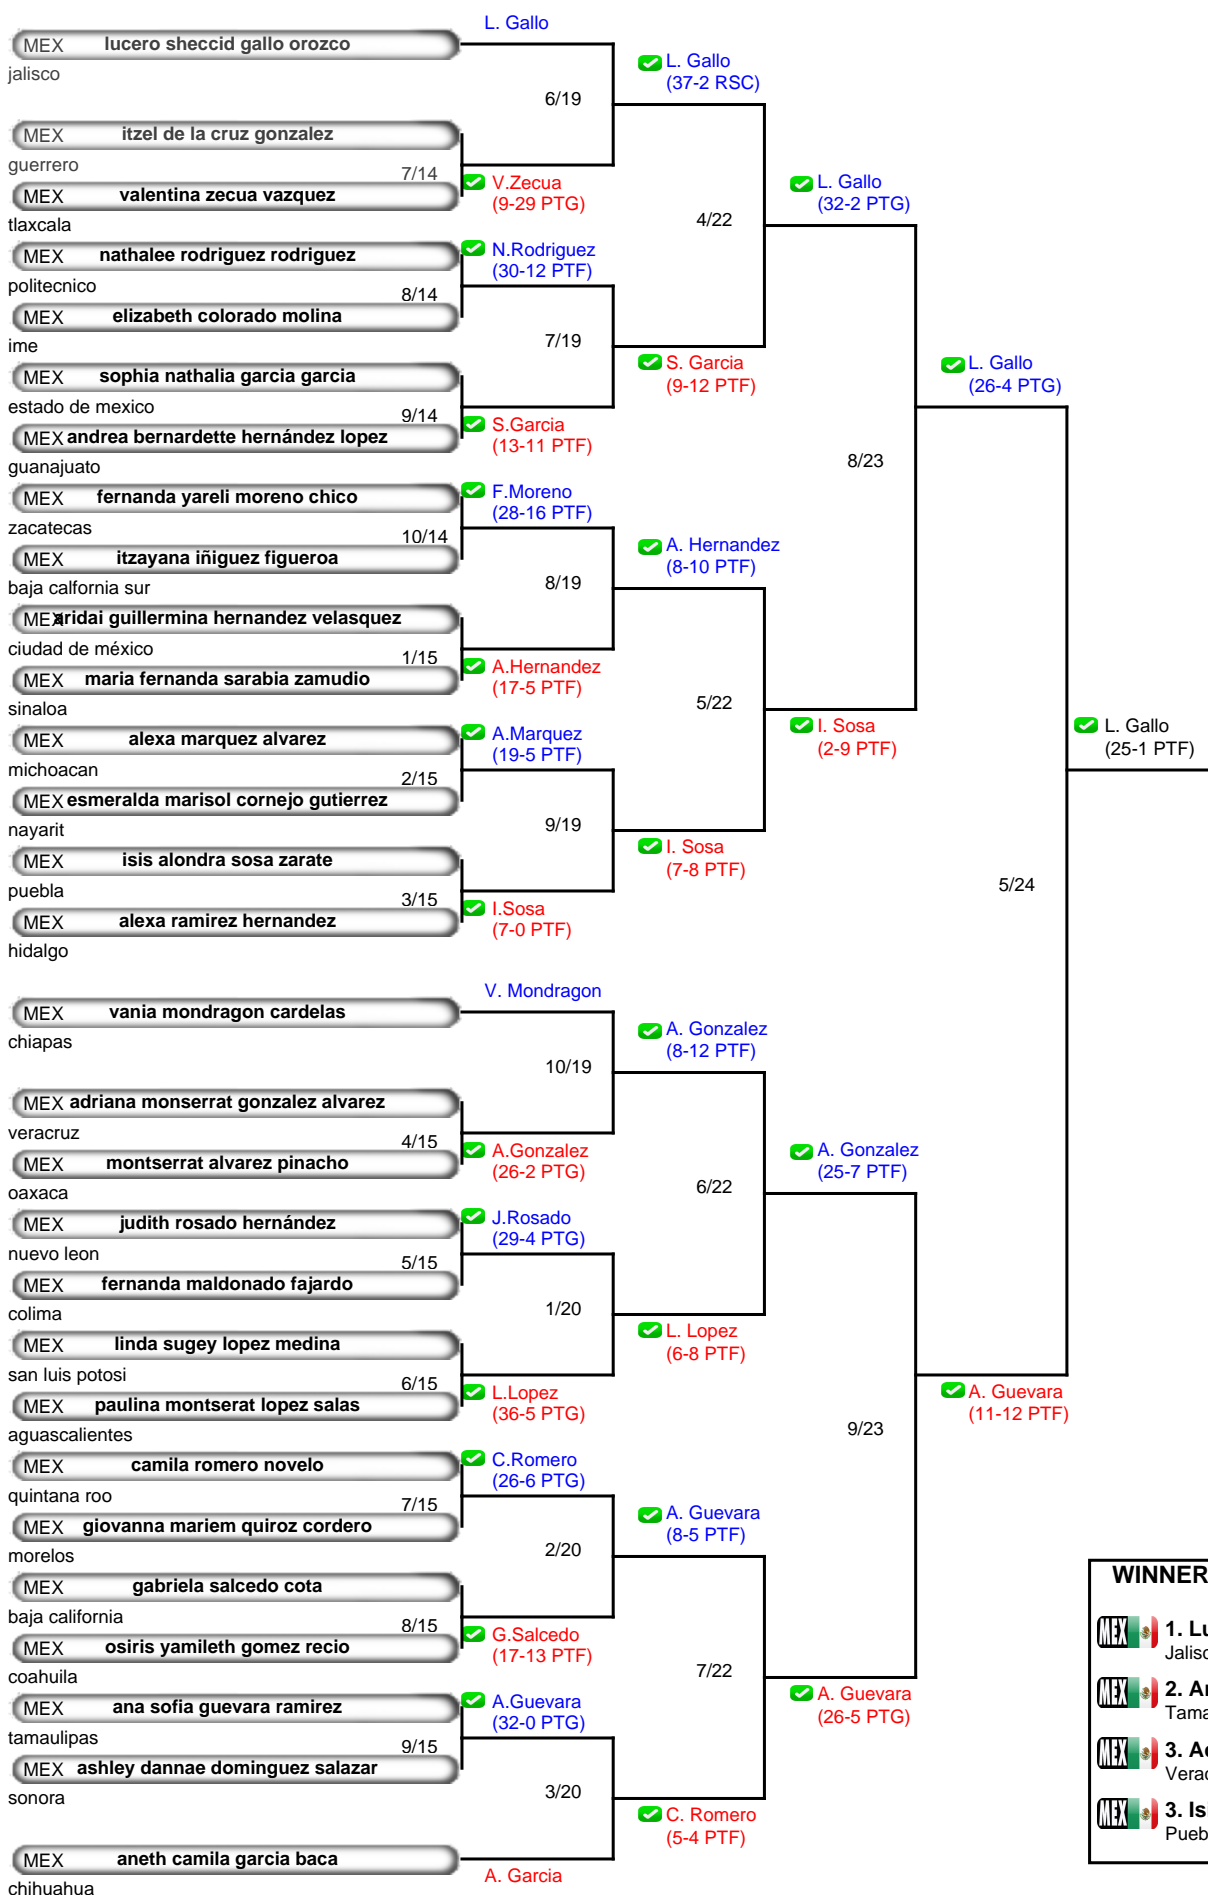 L. Gallo
MEX lucero sheccid gallo orozco
jalisco
L. Gallo
(37-2 RSC)
6/19
MEX itzel de la cruz gonzalez
guerrero
7/14
V.Zecua
(9-29 PTG)
MEX valentina zecua vazquez
tlaxcala
L. Gallo
(32-2 PTG)
4/22
MEX nathalee rodriguez rodriguez
N.Rodriguez
(30-12 PTF)
politecnico
8/14
MEX elizabeth colorado molina
ime
7/19
S. Garcia
(9-12 PTF)
MEX sophia nathalia garcia garcia
estado de mexico
9/14
S.Garcia
(13-11 PTF)
MEX andrea bernardette hernández lopez
guanajuato
L. Gallo
(26-4 PTG)
8/23
MEX fernanda yareli moreno chico
F.Moreno
(28-16 PTF)
zacatecas
10/14
MEX itzayana iñiguez figueroa
baja calfornia sur
A. Hernandez
(8-10 PTF)
8/19
MEX aridai guillermina hernandez velasquez
ciudad de méxico
1/15
A.Hernandez
(17-5 PTF)
MEX maria fernanda sarabia zamudio
sinaloa
5/22
I. Sosa
(2-9 PTF)
L. Gallo
(25-1 PTF)
MEX alexa marquez alvarez
A.Marquez
(19-5 PTF)
michoacan
2/15
MEX esmeralda marisol cornejo gutierrez
nayarit
9/19
I. Sosa
(7-8 PTF)
MEX isis alondra sosa zarate
puebla
3/15
I.Sosa
(7-0 PTF)
MEX alexa ramirez hernandez
hidalgo
5/24
V. Mondragon
MEX vania mondragon cardelas
chiapas
A. Gonzalez
(8-12 PTF)
10/19
MEX adriana monserrat gonzalez alvarez
veracruz
4/15
A.Gonzalez
(26-2 PTG)
MEX montserrat alvarez pinacho
oaxaca
A. Gonzalez
(25-7 PTF)
6/22
MEX judith rosado hernández
J.Rosado
(29-4 PTG)
nuevo leon
5/15
MEX fernanda maldonado fajardo
colima
1/20
L. Lopez
(6-8 PTF)
MEX linda sugey lopez medina
san luis potosi
6/15
L.Lopez
(36-5 PTG)
MEX paulina montserat lopez salas
aguascalientes
A. Guevara
(11-12 PTF)
9/23
MEX camila romero novelo
C.Romero
(26-6 PTG)
quintana roo
7/15
MEX giovanna mariem quiroz cordero
morelos
A. Guevara
(8-5 PTF)
2/20
MEX gabriela salcedo cota
baja california
8/15
G.Salcedo
(17-13 PTF)
MEX osiris yamileth gomez recio
coahuila
7/22
A. Guevara
(26-5 PTG)
MEX ana sofia guevara ramirez
A.Guevara
(32-0 PTG)
tamaulipas
9/15
MEX ashley dannae dominguez salazar
sonora
3/20
C. Romero
(5-4 PTF)
MEX aneth camila garcia baca
A. Garcia
chihuahua
WINNER
MEX 1. Lu
Jalisc
MEX 2. Ar
Tama
MEX 3. Ad
Verac
MEX 3. Isi
Pueb